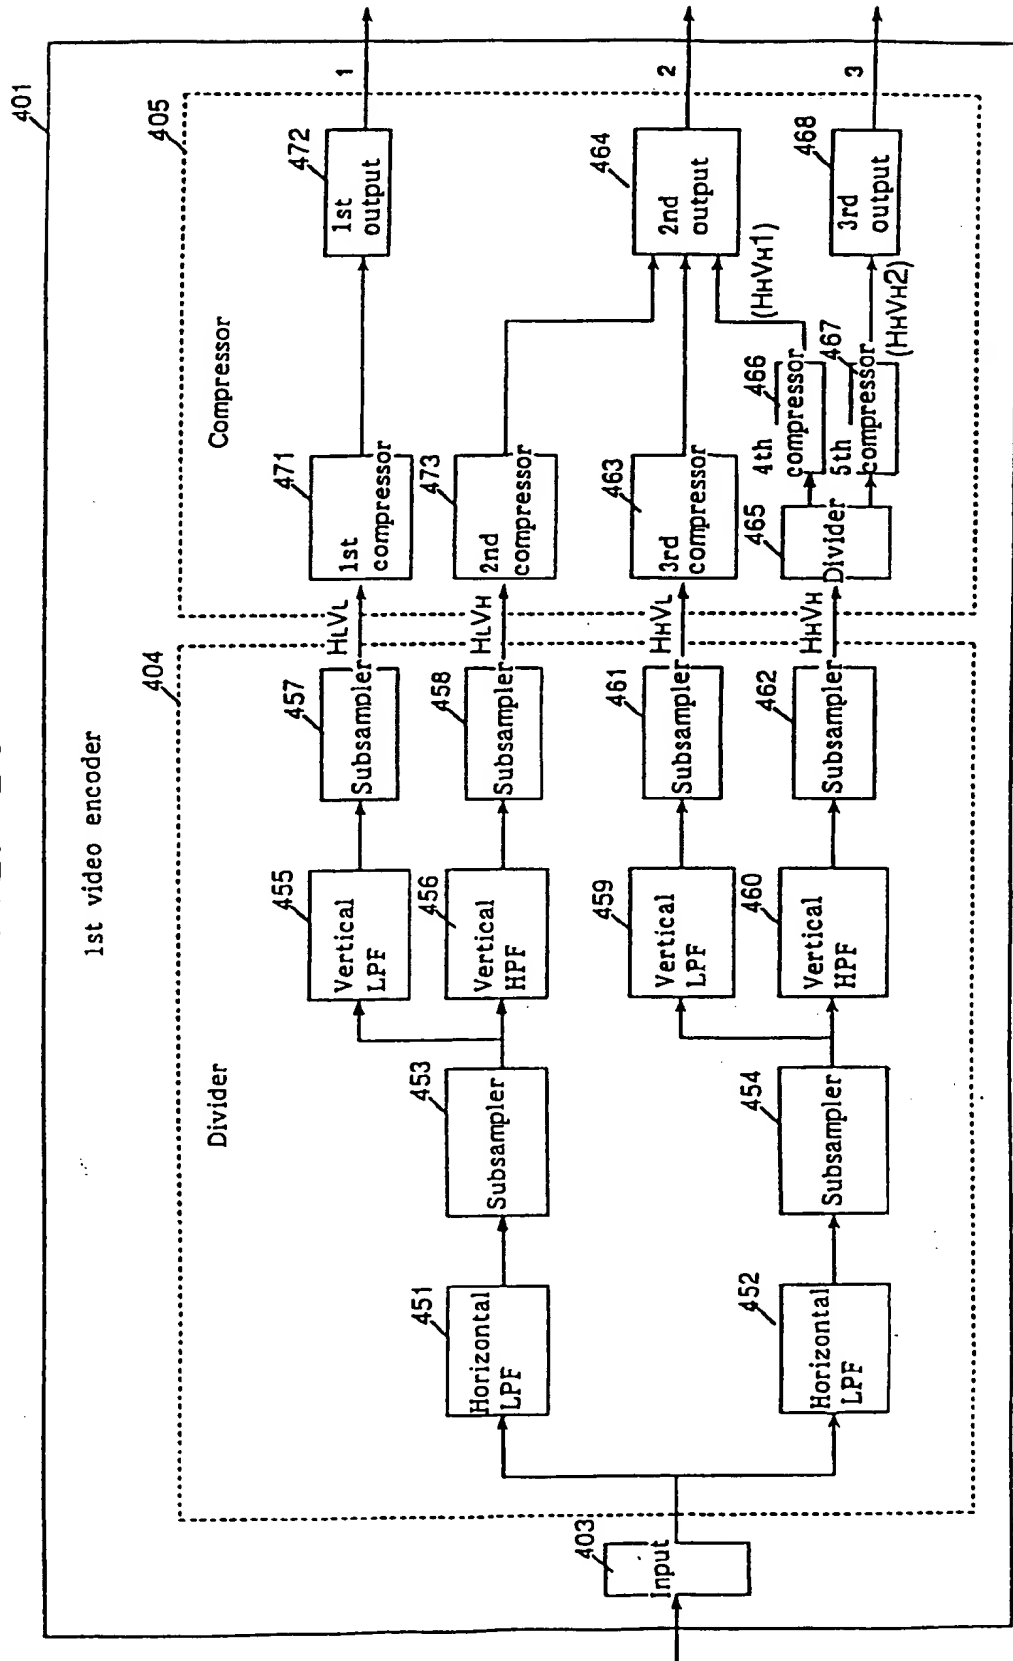 1st video encoder
401
404
405
Divider
Compressor
403
Input
451
Horizontal
LPF
452
Horizontal
LPF
453
Subsampler
454
Subsampler
455
Vertical
LPF
456
Vertical
HPF
459
Vertical
LPF
460
Vertical
HPF
457
Subsampler
458
Subsampler
461
Subsampler
462
Subsampler
HLVL
HLVH
HHVL
HHVH
471
1st
compressor
473
2nd
compressor
463
3rd
compressor
465
Divider
466
4th
compressor
467
5th
compressor
(HHVH1)
(HHVH2)
472
1st
output
464
2nd
output
468
3rd
output
1
2
3